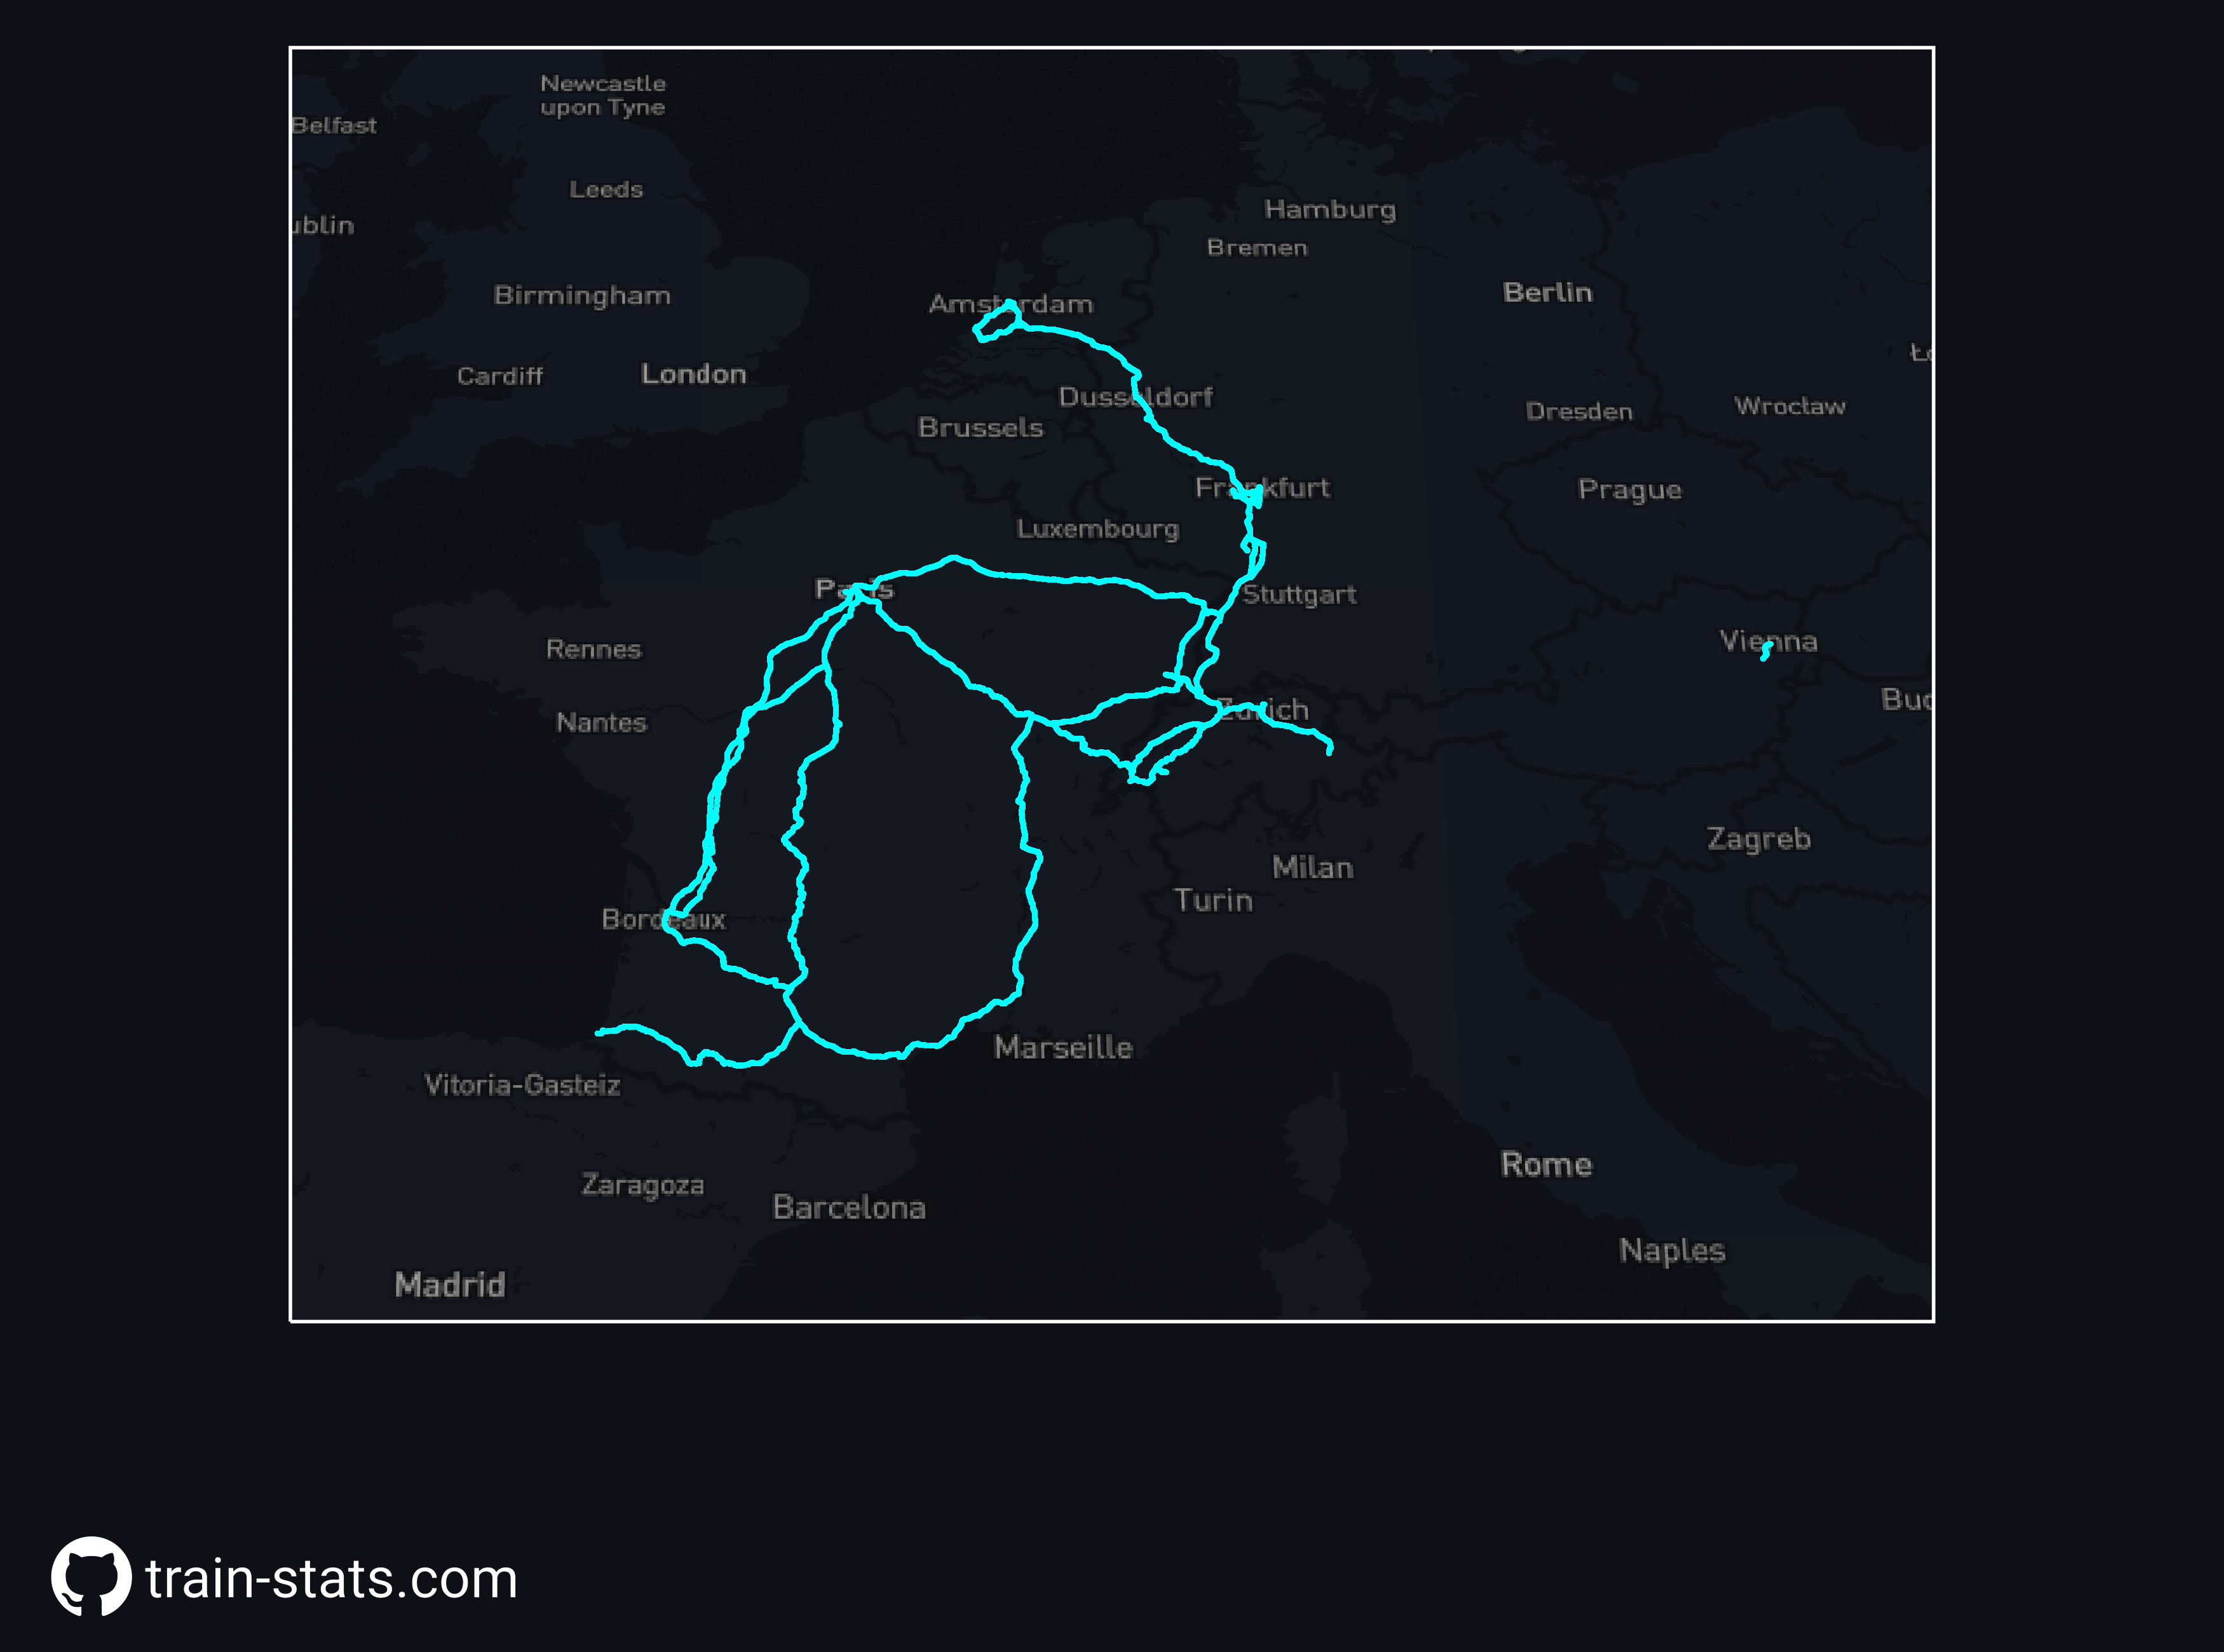 Newcastle
upon Tyne
Belfast
Leeds
ublin
Hamburg
Bremen
Birmingham
Amsterdam
Berlin
Cardiff
London
Dusseldorf
Dresden
Wrocław
Brussels
Frankfurt
Prague
Luxembourg
Paris
Stuttgart
Rennes
Vienna
Nantes
Zurich
Buc
Zagreb
Milan
Turin
Bordeaux
Marseille
Vitoria-Gasteiz
Rome
Zaragoza
Barcelona
Naples
Madrid
train-stats.com